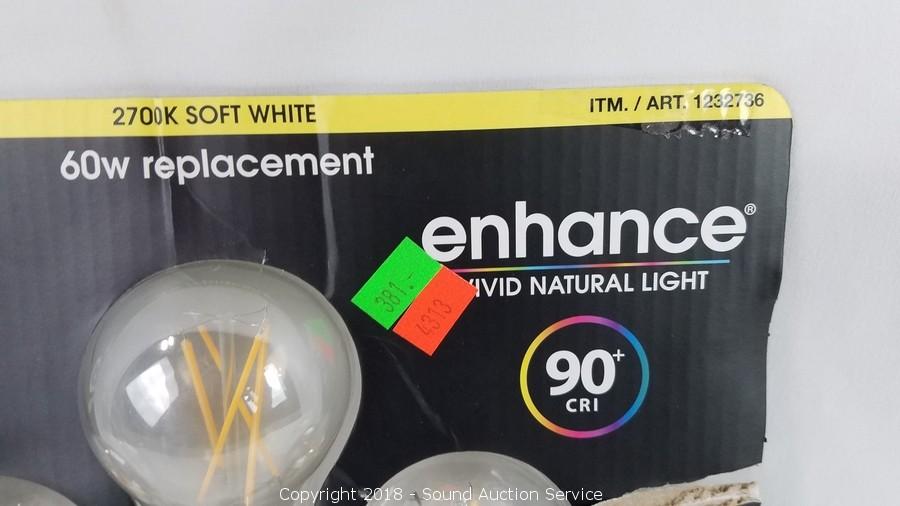 2700K SOFT WHITE
ITM. / ART. 1232736
60w replacement
enhance®
VIVID NATURAL LIGHT
381.-
4313
90+
CRI
Copyright 2018 - Sound Auction Service